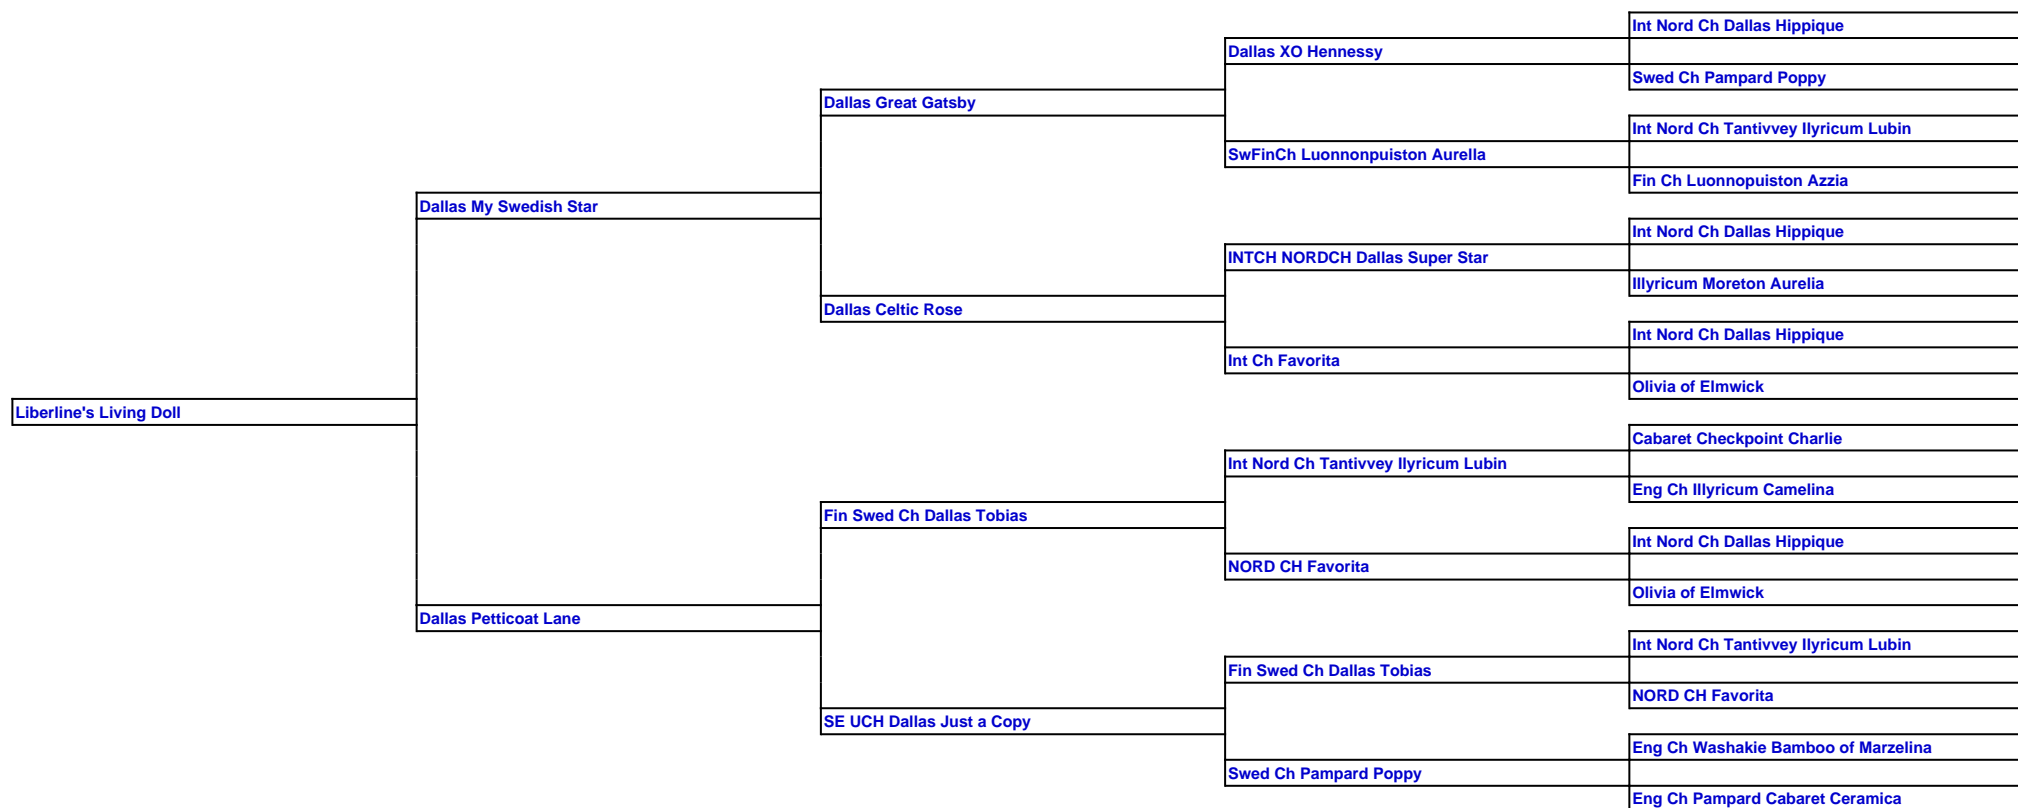 Int Nord Ch Dallas Hippique
Dallas XO Hennessy
Swed Ch Pampard Poppy
Dallas Great Gatsby
Int Nord Ch Tantivvey Ilyricum Lubin
SwFinCh Luonnonpuiston Aurella
Fin Ch Luonnopuiston Azzia
Dallas My Swedish Star
Int Nord Ch Dallas Hippique
INTCH NORDCH Dallas Super Star
Illyricum Moreton Aurelia
Dallas Celtic Rose
Int Nord Ch Dallas Hippique
Int Ch Favorita
Olivia of Elmwick
Liberline's Living Doll
Cabaret Checkpoint Charlie
Int Nord Ch Tantivvey Ilyricum Lubin
Eng Ch Illyricum Camelina
Fin Swed Ch Dallas Tobias
Int Nord Ch Dallas Hippique
NORD CH Favorita
Olivia of Elmwick
Dallas Petticoat Lane
Int Nord Ch Tantivvey Ilyricum Lubin
Fin Swed Ch Dallas Tobias
NORD CH Favorita
SE UCH Dallas Just a Copy
Eng Ch Washakie Bamboo of Marzelina
Swed Ch Pampard Poppy
Eng Ch Pampard Cabaret Ceramica